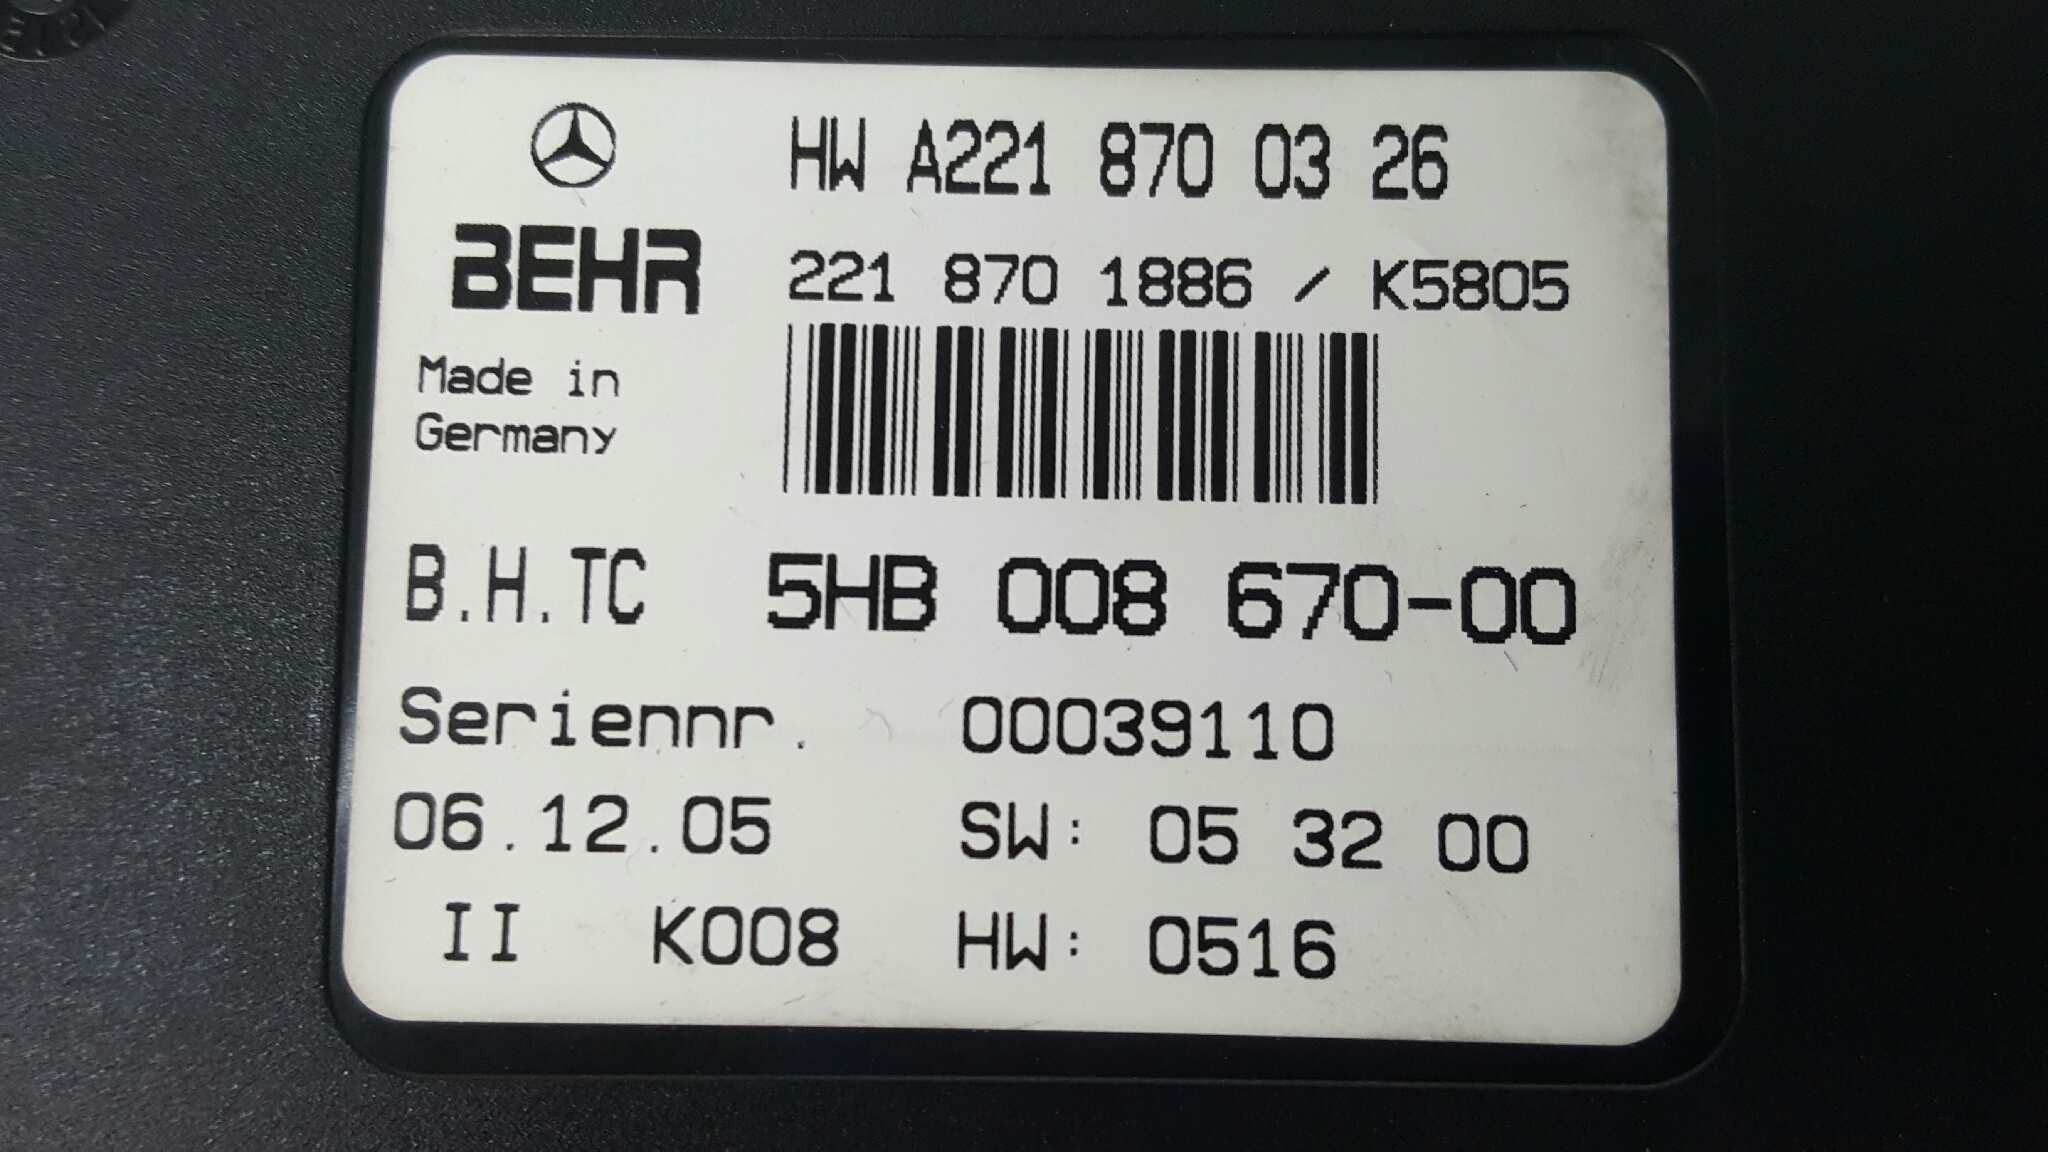 HW A221 870 03 26
BEHR
221 870 1886 / K5805
Made in
Germany
B.H.TC 5HB 008 670-00
Seriennr. 00039110
06.12.05 SW: 05 32 00
II K008 HW: 0516